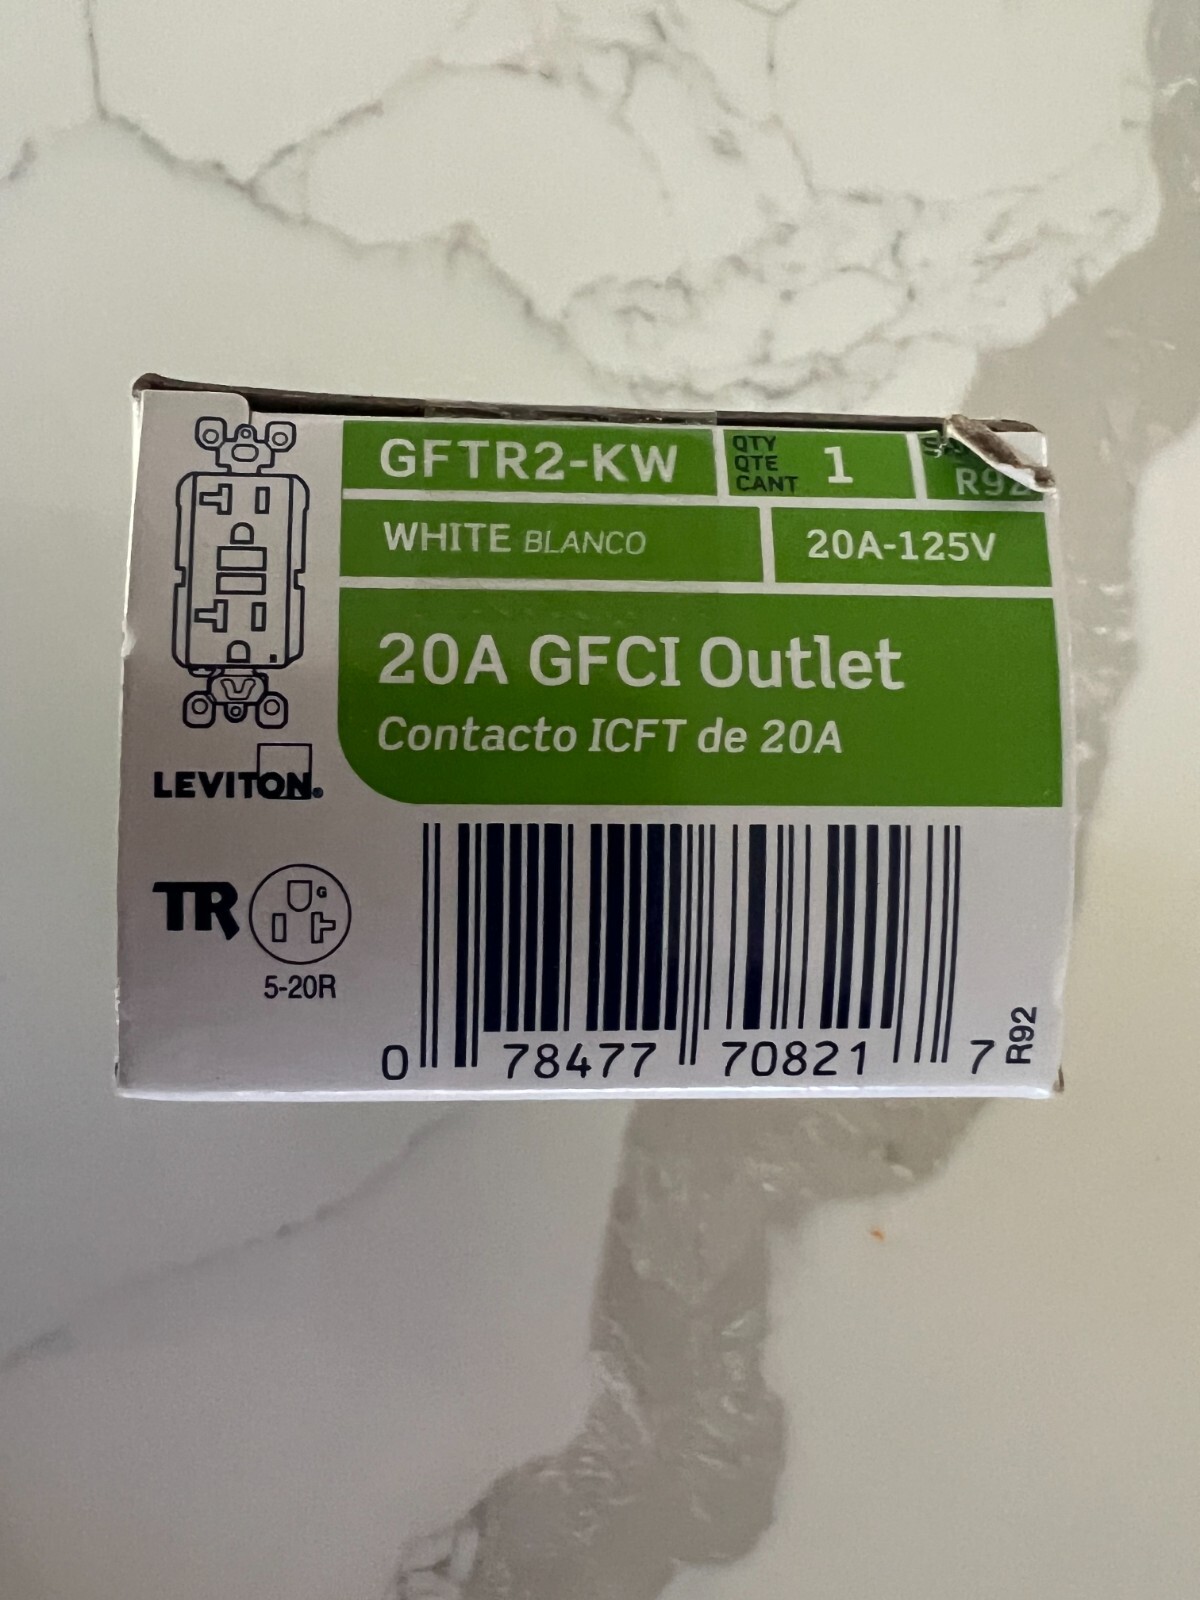 GFTR2-KW
QTY
QTE
CANT
1
R92
WHITE BLANCO
20A-125V
20A GFCI Outlet
Contacto ICFT de 20A
LEVITON®
TR
G
5-20R
0 78477 70821 7
R92